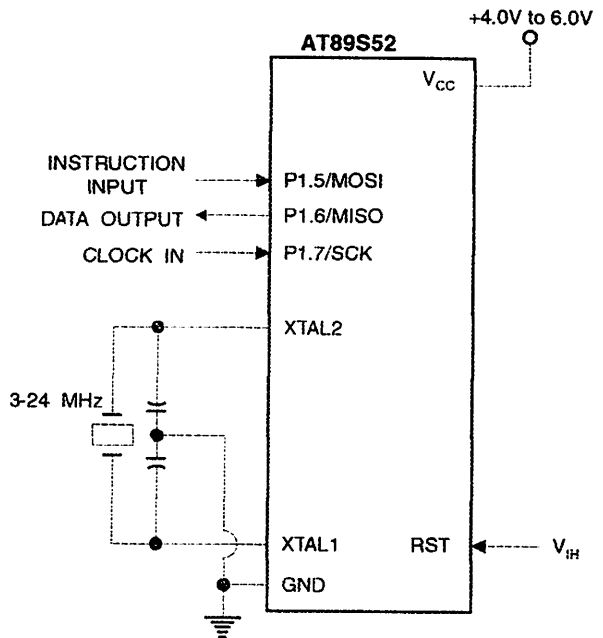 +4.0V to 6.0V
AT89S52
VCC
INSTRUCTION
INPUT
P1.5/MOSI
DATA OUTPUT
P1.6/MISO
CLOCK IN
P1.7/SCK
XTAL2
3-24 MHz
XTAL1
RST
VIH
GND